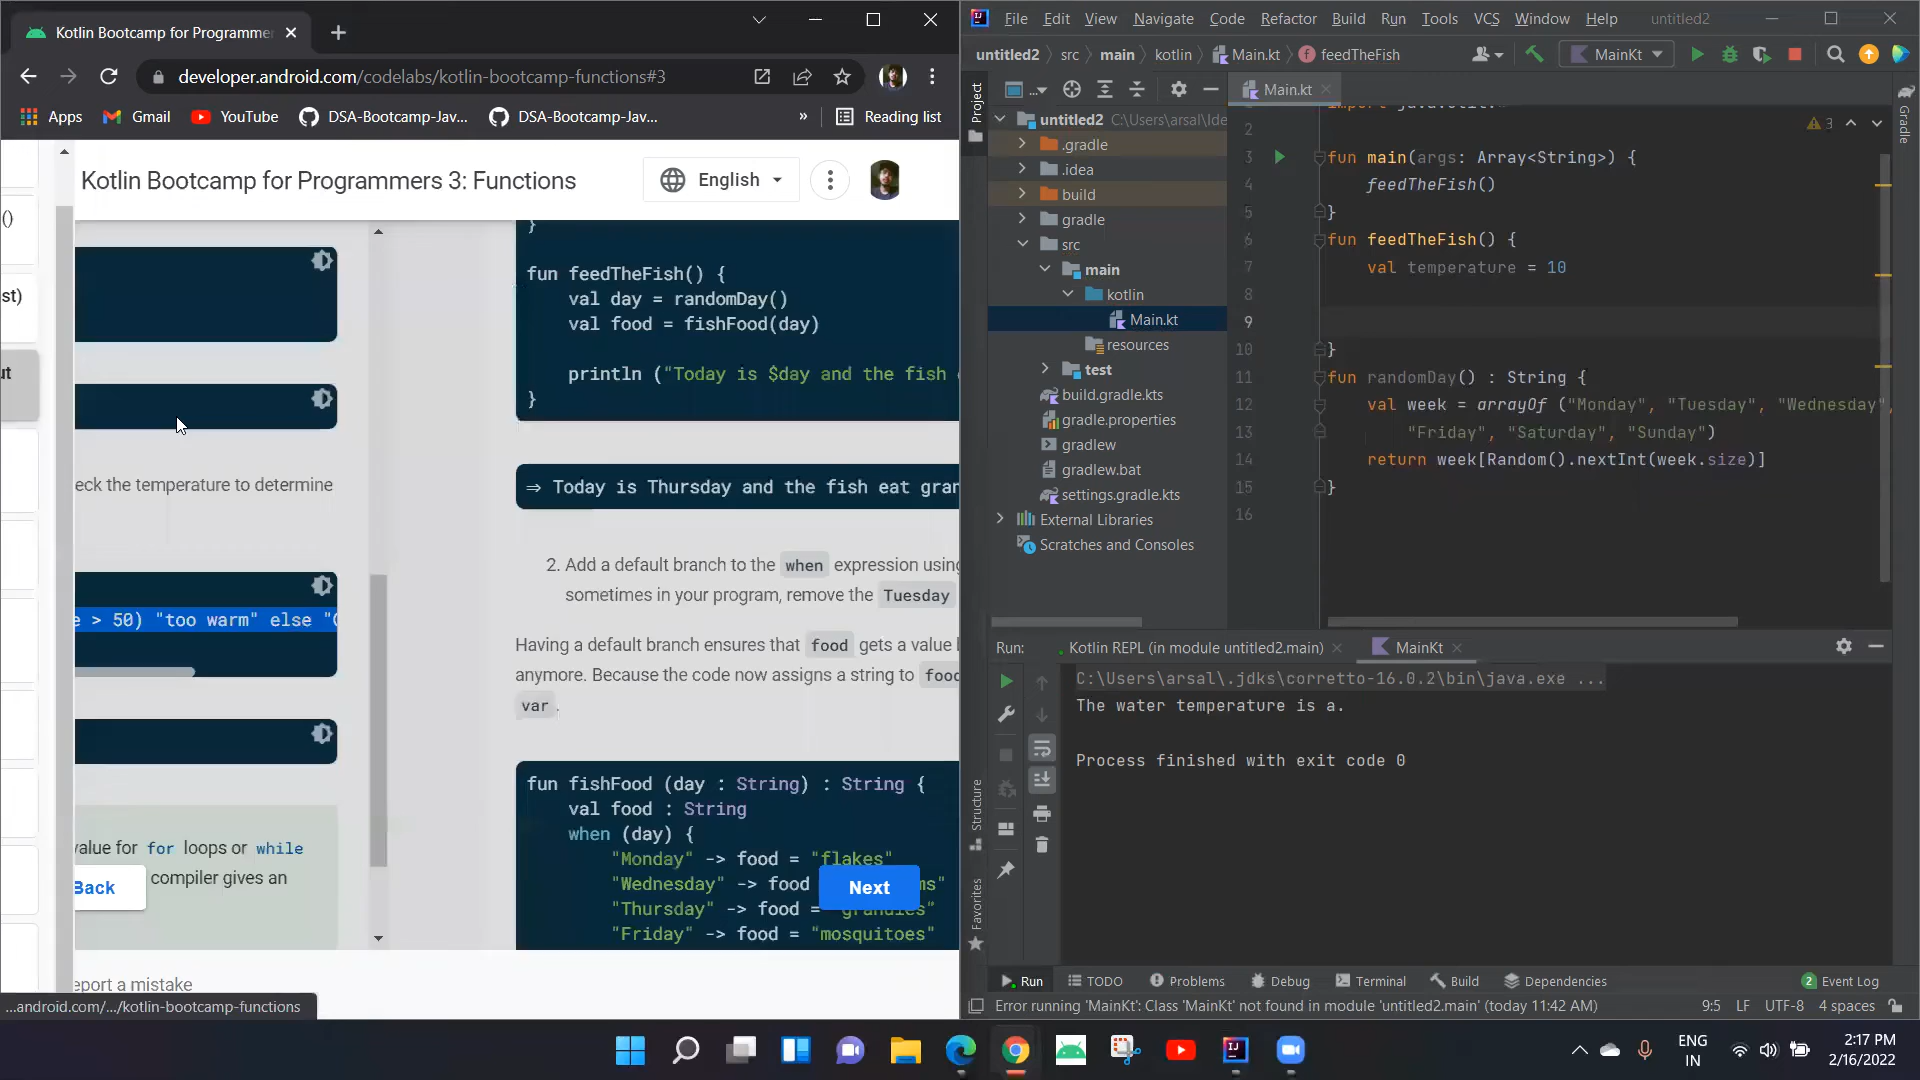 Kotlin Bootcamp for Programme
developer.android.com/codelabs/kotlin-bootcamp-functions#3
Apps
Gmail
YouTube
DSA-Bootcamp-Jav...
DSA-Bootcamp-Jav...
»
Reading list
Kotlin Bootcamp for Programmers 3: Functions
English
()
st)
ut
eck the temperature to determine
e > 50) "too warm" else "
value for for loops or while
compiler gives an
Back
eport a mistake
...android.com/.../kotlin-bootcamp-functions
}
fun feedTheFish() {
val day = randomDay()
val food = fishFood(day)
println ("Today is $day and the fish
}
⇒ Today is Thursday and the fish eat gra
2. Add a default branch to the when expression using
sometimes in your program, remove the Tuesday
Having a default branch ensures that food gets a value
anymore. Because the code now assigns a string to food
var .
fun fishFood (day : String) : String {
val food : String
when (day) {
"Monday" -> food = "flakes"
"Wednesday" -> food ms"
"Thursday" -> food = "granules"
"Friday" -> food = "mosquitoes"
Next
File Edit View Navigate Code Refactor Build Run Tools VCS Window Help untitled2
untitled2 src main kotlin Main.kt feedTheFish
MainKt
Project
Main.kt
untitled2 C:\Users\arsal\Ide
.gradle
.idea
build
gradle
src
main
kotlin
Main.kt
resources
test
build.gradle.kts
gradle.properties
gradlew
gradlew.bat
settings.gradle.kts
External Libraries
Scratches and Consoles
3
Gradle
2
3 fun main(args: Array<String>) {
4 feedTheFish()
5 }
6 fun feedTheFish() {
7 val temperature = 10
8
9
10 }
11 fun randomDay() : String {
12 val week = arrayOf ("Monday", "Tuesday", "Wednesday",
13 "Friday", "Saturday", "Sunday")
14 return week[Random().nextInt(week.size)]
15 }
16
Run: Kotlin REPL (in module untitled2.main) MainKt
C:\Users\arsal\.jdks\corretto-16.0.2\bin\java.exe ...
The water temperature is a.
Process finished with exit code 0
Structure
Favorites
Run TODO Problems Debug Terminal Build Dependencies 2 Event Log
Error running 'MainKt': Class 'MainKt' not found in module 'untitled2.main' (today 11:42 AM) 9:5 LF UTF-8 4 spaces
ENG
IN
2:17 PM
2/16/2022